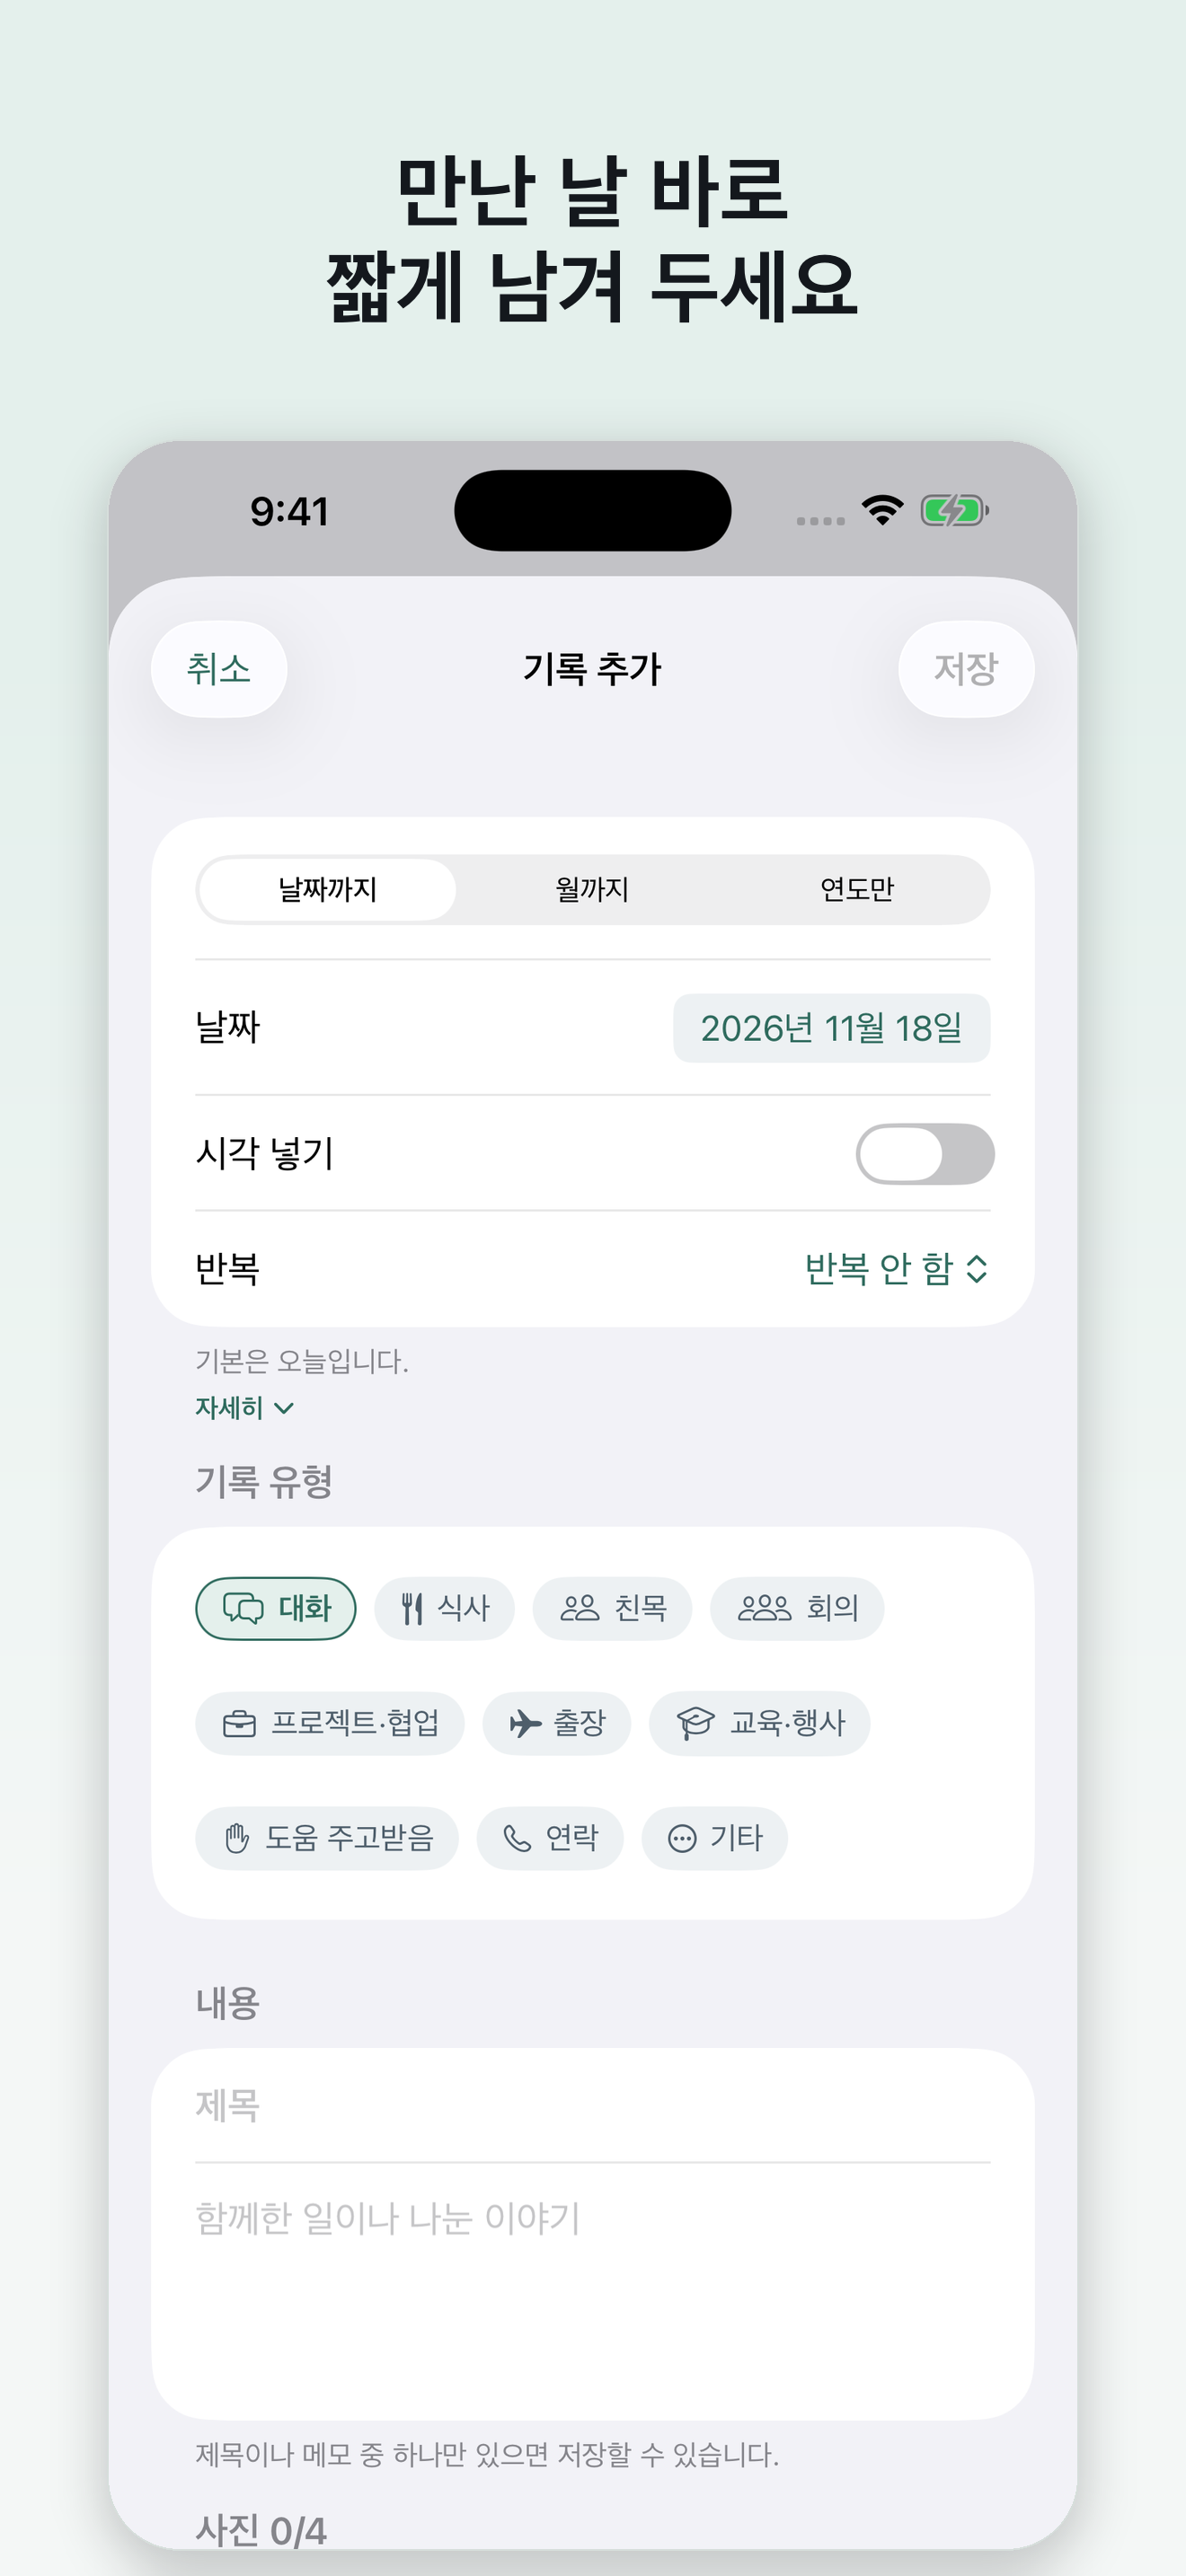 만난 날 바로
짧게 남겨 두세요
9:41
취소
기록 추가
저장
날짜까지
월까지
연도만
날짜
2026년 11월 18일
시각 넣기
반복
반복 안 함
기본은 오늘입니다.
자세히
기록 유형
대화
식사
친목
회의
프로젝트·협업
출장
교육·행사
도움 주고받음
연락
기타
내용
제목
함께한 일이나 나눈 이야기
제목이나 메모 중 하나만 있으면 저장할 수 있습니다.
사진 0/4